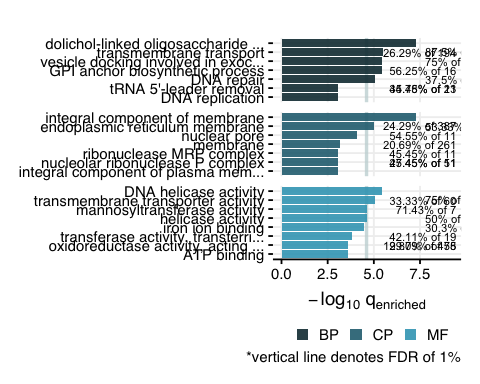 dolichol-linked oligosaccharide ...
transmembrane transport
26.29% of
vesicle docking involved in exoc...
75% of
GPI anchor biosynthetic process
56.25% of 16
DNA repair
37.5%
tRNA 5'-leader removal
DNA replication
integral component of membrane
endoplasmic reticulum membrane
24.29% of 387
nuclear pore
54.55% of 11
membrane
20.69% of 261
ribonuclease MRP complex
45.45% of 11
nucleolar ribonuclease P complex
integral component of plasma mem...
DNA helicase activity
transmembrane transporter activity
33.33% of 60
mannosyltransferase activity
71.43% of 7
helicase activity
50% of
iron ion binding
30.3%
transferase activity, transferri...
42.11% of 19
oxidoreductase activity, acting ...
ATP binding
0.0 2.5 5.0 7.5
−log10 qenriched
BP CP MF
*vertical line denotes FDR of 1%